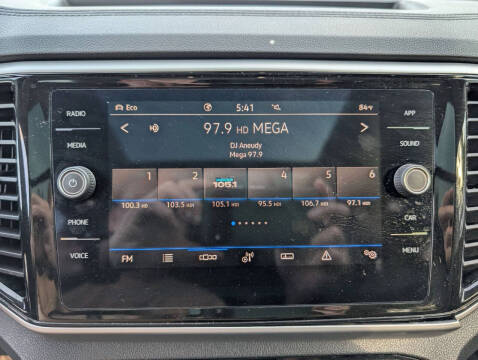 RADIO
MEDIA
PHONE
VOICE
Eco
5:41
84°F
97.9 HD MEGA
DJ Aneudy
Mega 97.9
1 2 4 5 6
105.1
100.3 HD 103.5 HD 105.1 HD 95.5 HD 106.7 HD 97.1 HD
FM
APP
SOUND
CAR
MENU